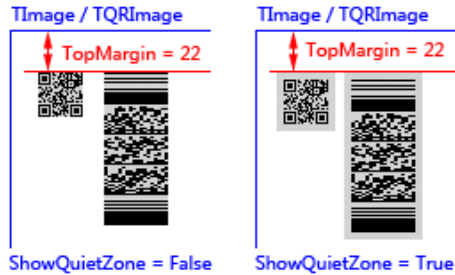 TImage / TQRImage
TopMargin = 22
ShowQuietZone = False
TImage / TQRImage
TopMargin = 22
ShowQuietZone = True